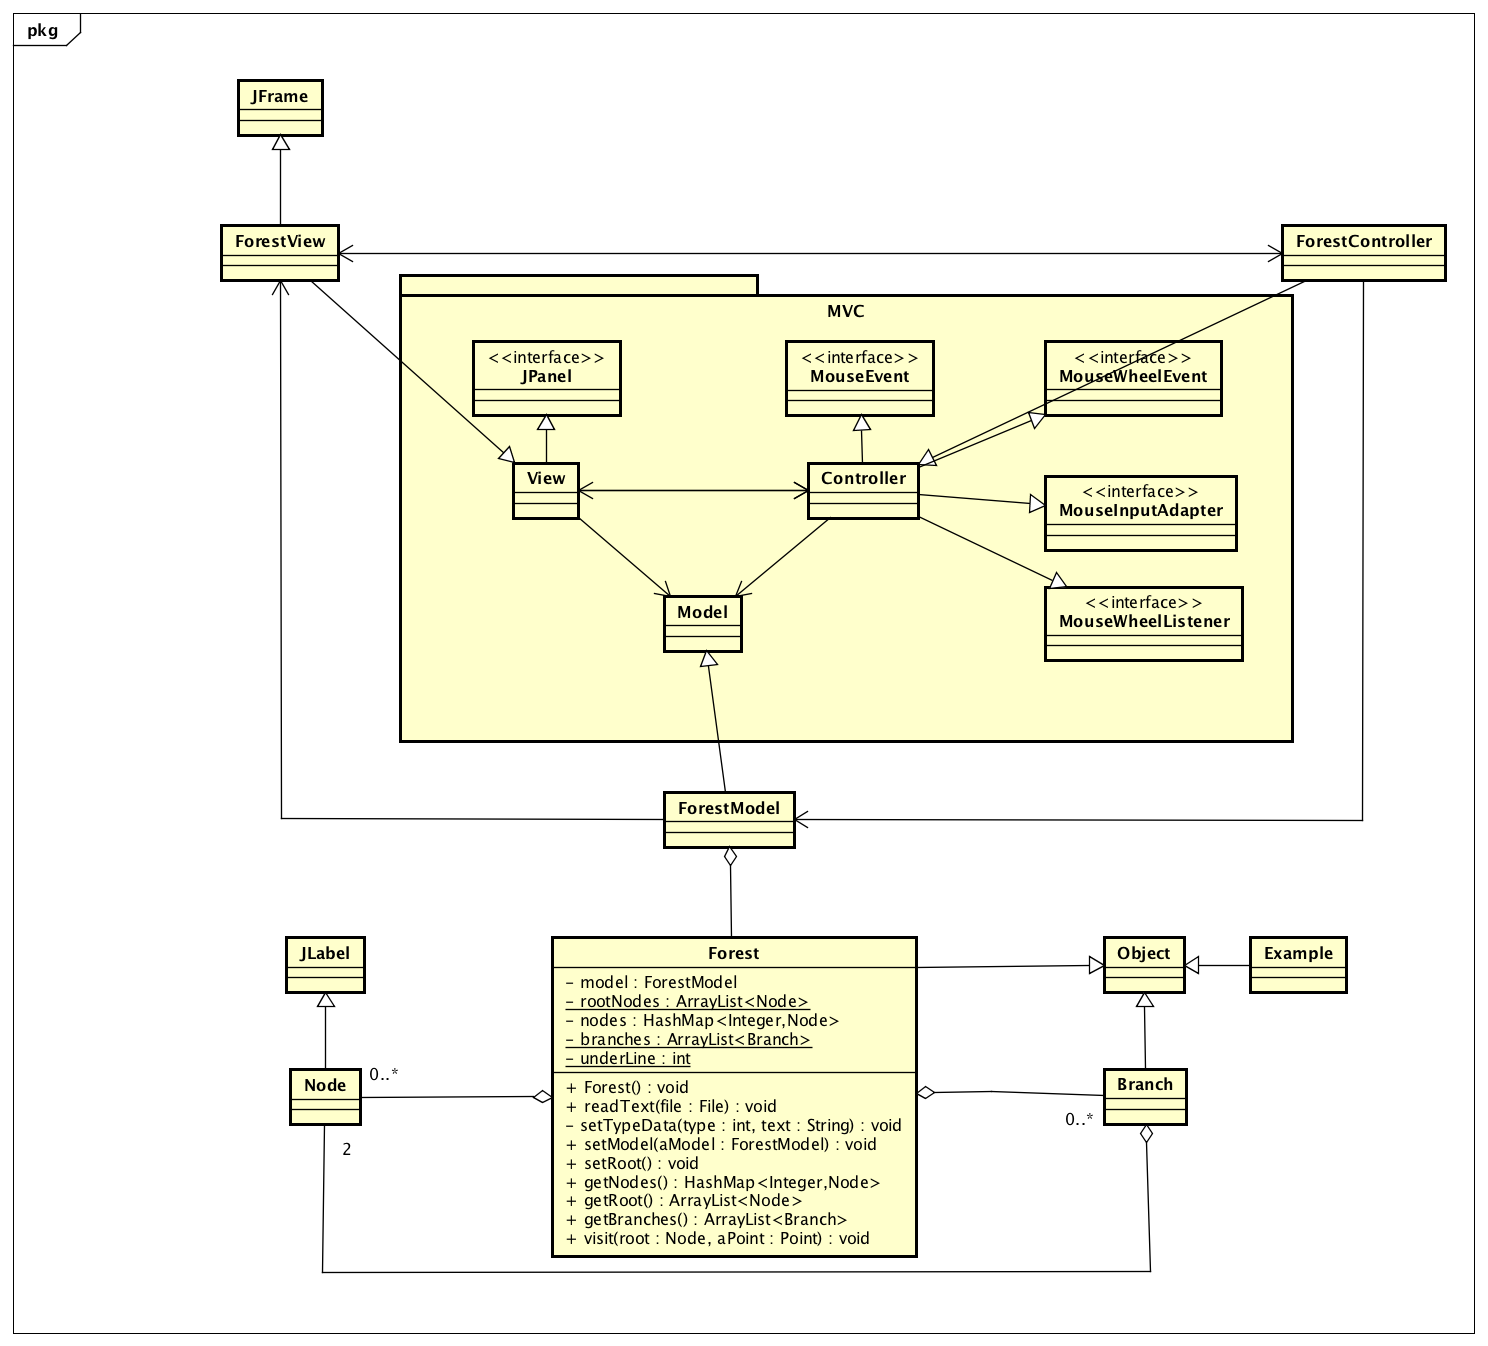 pkg
JFrame
ForestView
ForestController
MVC
<<interface>>
JPanel
<<interface>>
MouseEvent
<<interface>>
MouseWheelEvent
View
Controller
<<interface>>
MouseInputAdapter
<<interface>>
MouseWheelListener
Model
ForestModel
JLabel
Forest
- model : ForestModel
- rootNodes : ArrayList<Node>
- nodes : HashMap<Integer,Node>
- branches : ArrayList<Branch>
- underLine : int
+ Forest() : void
+ readText(file : File) : void
- setTypeData(type : int, text : String) : void
+ setModel(aModel : ForestModel) : void
+ setRoot() : void
+ getNodes() : HashMap<Integer,Node>
+ getRoot() : ArrayList<Node>
+ getBranches() : ArrayList<Branch>
+ visit(root : Node, aPoint : Point) : void
Object
Example
Node
0..*
2
Branch
0..*